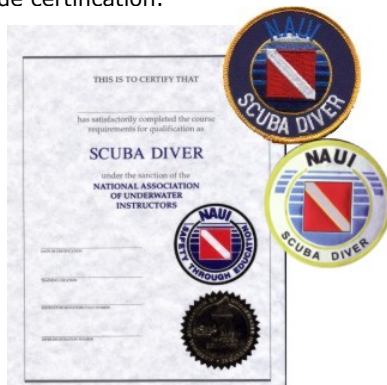 de certification.
THIS IS TO CERTIFY THAT
has satisfactorily completed the course
requirements for qualification as
SCUBA DIVER
under the sanction of the
NATIONAL ASSOCIATION
OF UNDERWATER
INSTRUCTORS
NAUI
SCUBA DIVER
NAUI
SCUBA DIVER
NAUI
SAFETY THROUGH EDUCATION